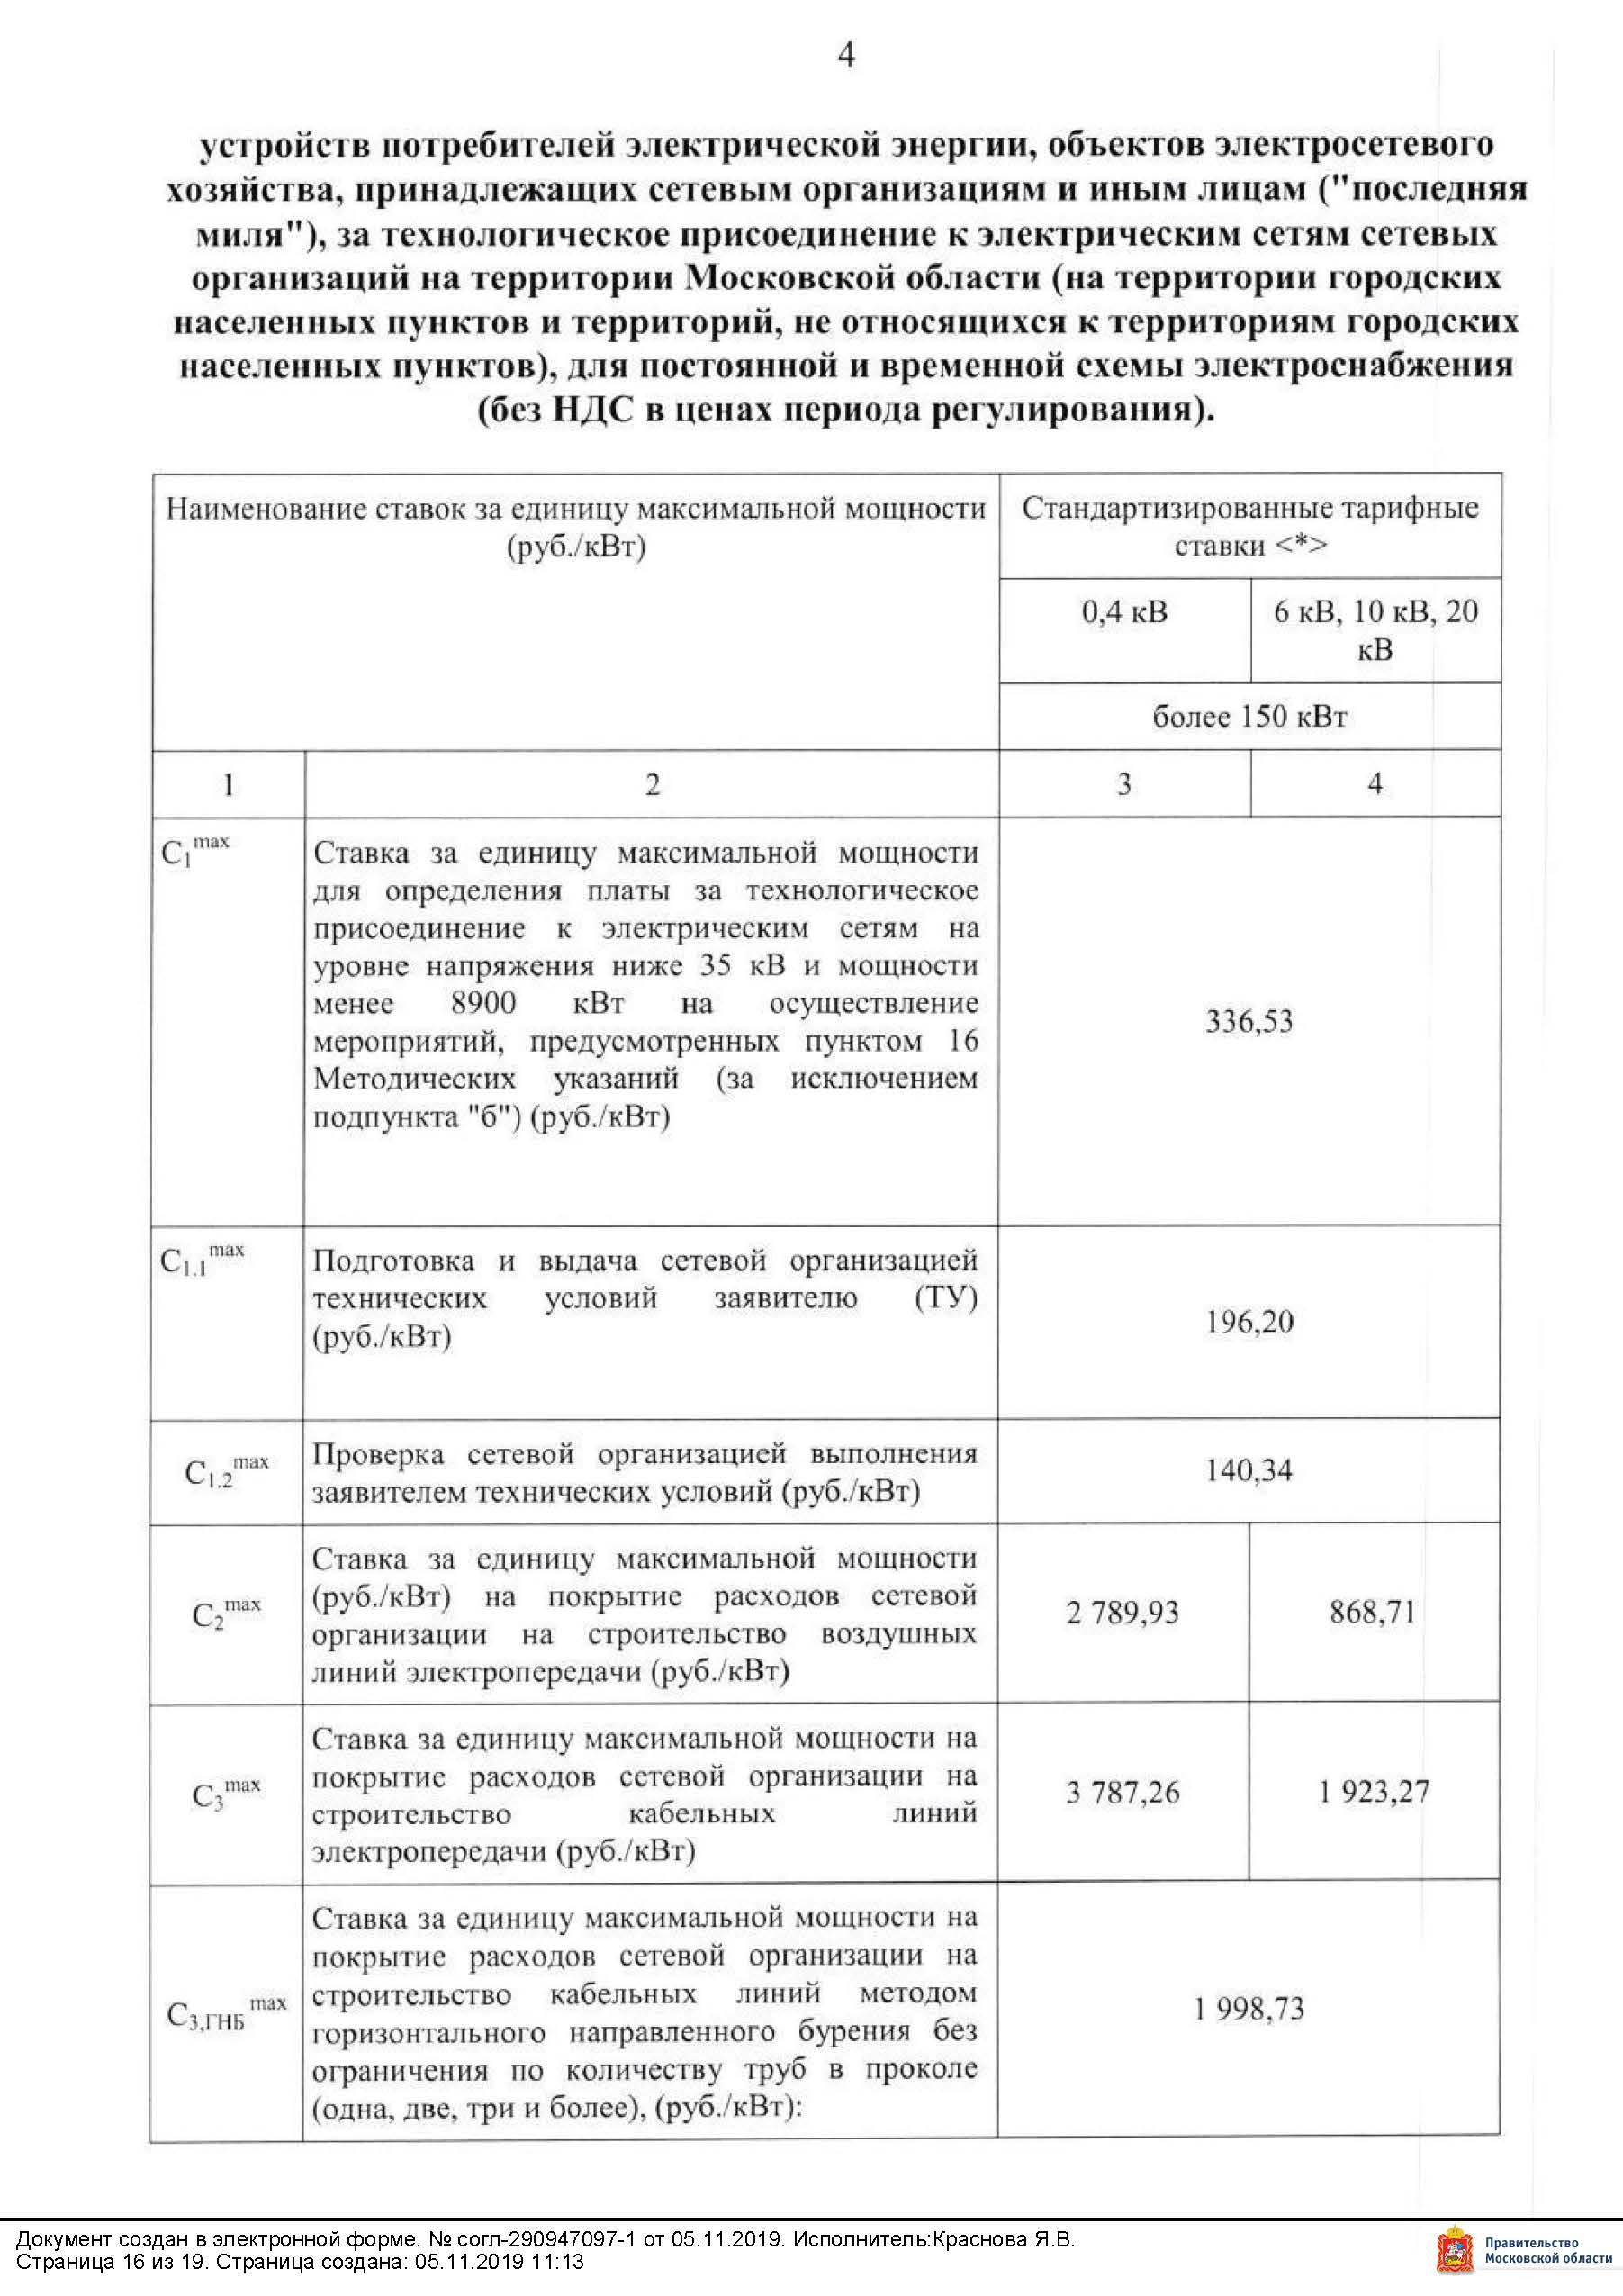 4
устройств потребителей электрической энергии, объектов электросетевого
хозяйства, принадлежащих сетевым организациям и иным лицам ("последняя
миля"), за технологическое присоединение к электрическим сетям сетевых
организаций на территории Московской области (на территории городских
населенных пунктов и территорий, не относящихся к территориям городских
населенных пунктов), для постоянной и временной схемы электроснабжения
(без НДС в ценах периода регулирования).
Наименование ставок за единицу максимальной мощности
(руб./кВт)
Стандартизированные тарифные
ставки <*>
0,4 кВ
6 кВ, 10 кВ, 20
кВ
более 150 кВт
1 2 3 4
C1max
Ставка за единицу максимальной мощности
для определения платы за технологическое
присоединение к электрическим сетям на
уровне напряжения ниже 35 кВ и мощности
менее 8900 кВт на осуществление
мероприятий, предусмотренных пунктом 16
Методических указаний (за исключением
подпункта "б") (руб./кВт)
336,53
C1.1max
Подготовка и выдача сетевой организацией
технических условий заявителю (ТУ)
(руб./кВт)
196,20
C1.2max
Проверка сетевой организацией выполнения
заявителем технических условий (руб./кВт)
140,34
C2max
Ставка за единицу максимальной мощности
(руб./кВт) на покрытие расходов сетевой
организации на строительство воздушных
линий электропередачи (руб./кВт)
2 789,93
868,71
C3max
Ставка за единицу максимальной мощности на
покрытие расходов сетевой организации на
строительство кабельных линий
электропередачи (руб./кВт)
3 787,26
1 923,27
C3,ГНБmax
Ставка за единицу максимальной мощности на
покрытие расходов сетевой организации на
строительство кабельных линий методом
горизонтального направленного бурения без
ограничения по количеству труб в проколе
(одна, две, три и более), (руб./кВт):
1 998,73
Документ создан в электронной форме. № согл-290947097-1 от 05.11.2019. Исполнитель:Краснова Я.В.
Страница 16 из 19. Страница создана: 05.11.2019 11:13
Правительство
Московской области